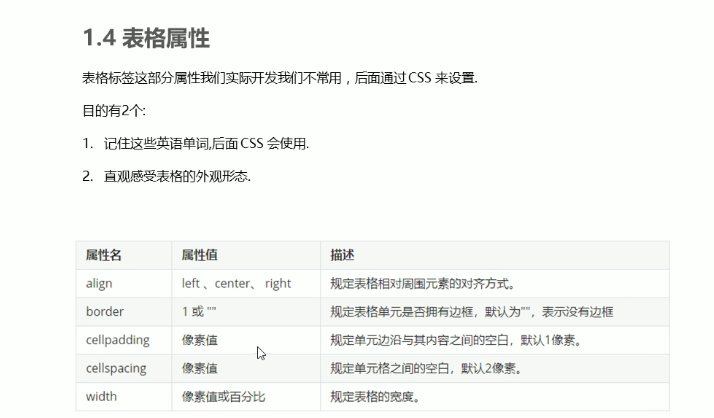 1.4 表格属性
表格标签这部分属性我们实际开发我们不常用，后面通过 CSS 来设置.
目的有2个:
1. 记住这些英语单词,后面 CSS 会使用.
2. 直观感受表格的外观形态.
属性名 属性值 描述
align left 、center、 right 规定表格相对周围元素的对齐方式。
border 1 或 "" 规定表格单元是否拥有边框，默认为""，表示没有边框
cellpadding 像素值 规定单元边沿与其内容之间的空白，默认1像素。
cellspacing 像素值 规定单元格之间的空白，默认2像素。
width 像素值或百分比 规定表格的宽度。